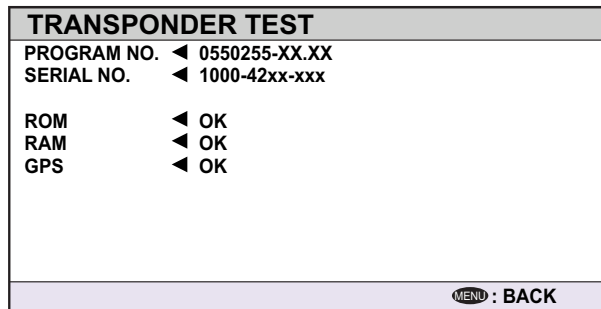 TRANSPONDER TEST
PROGRAM NO. ◄ 0550255-XX.XX
SERIAL NO. ◄ 1000-42xx-xxx
ROM ◄ OK
RAM ◄ OK
GPS ◄ OK
MENU : BACK